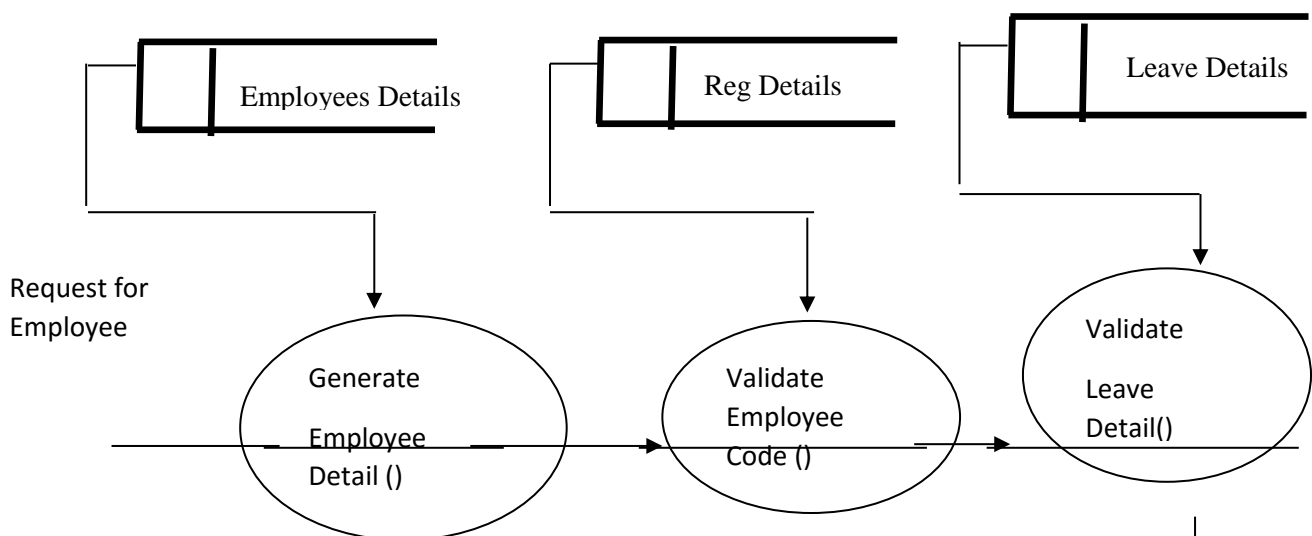 Employees Details
Reg Details
Leave Details
Request for
Employee
Generate
Employee
Detail ()
Validate
Employee
Code ()
Validate
Leave
Detail()